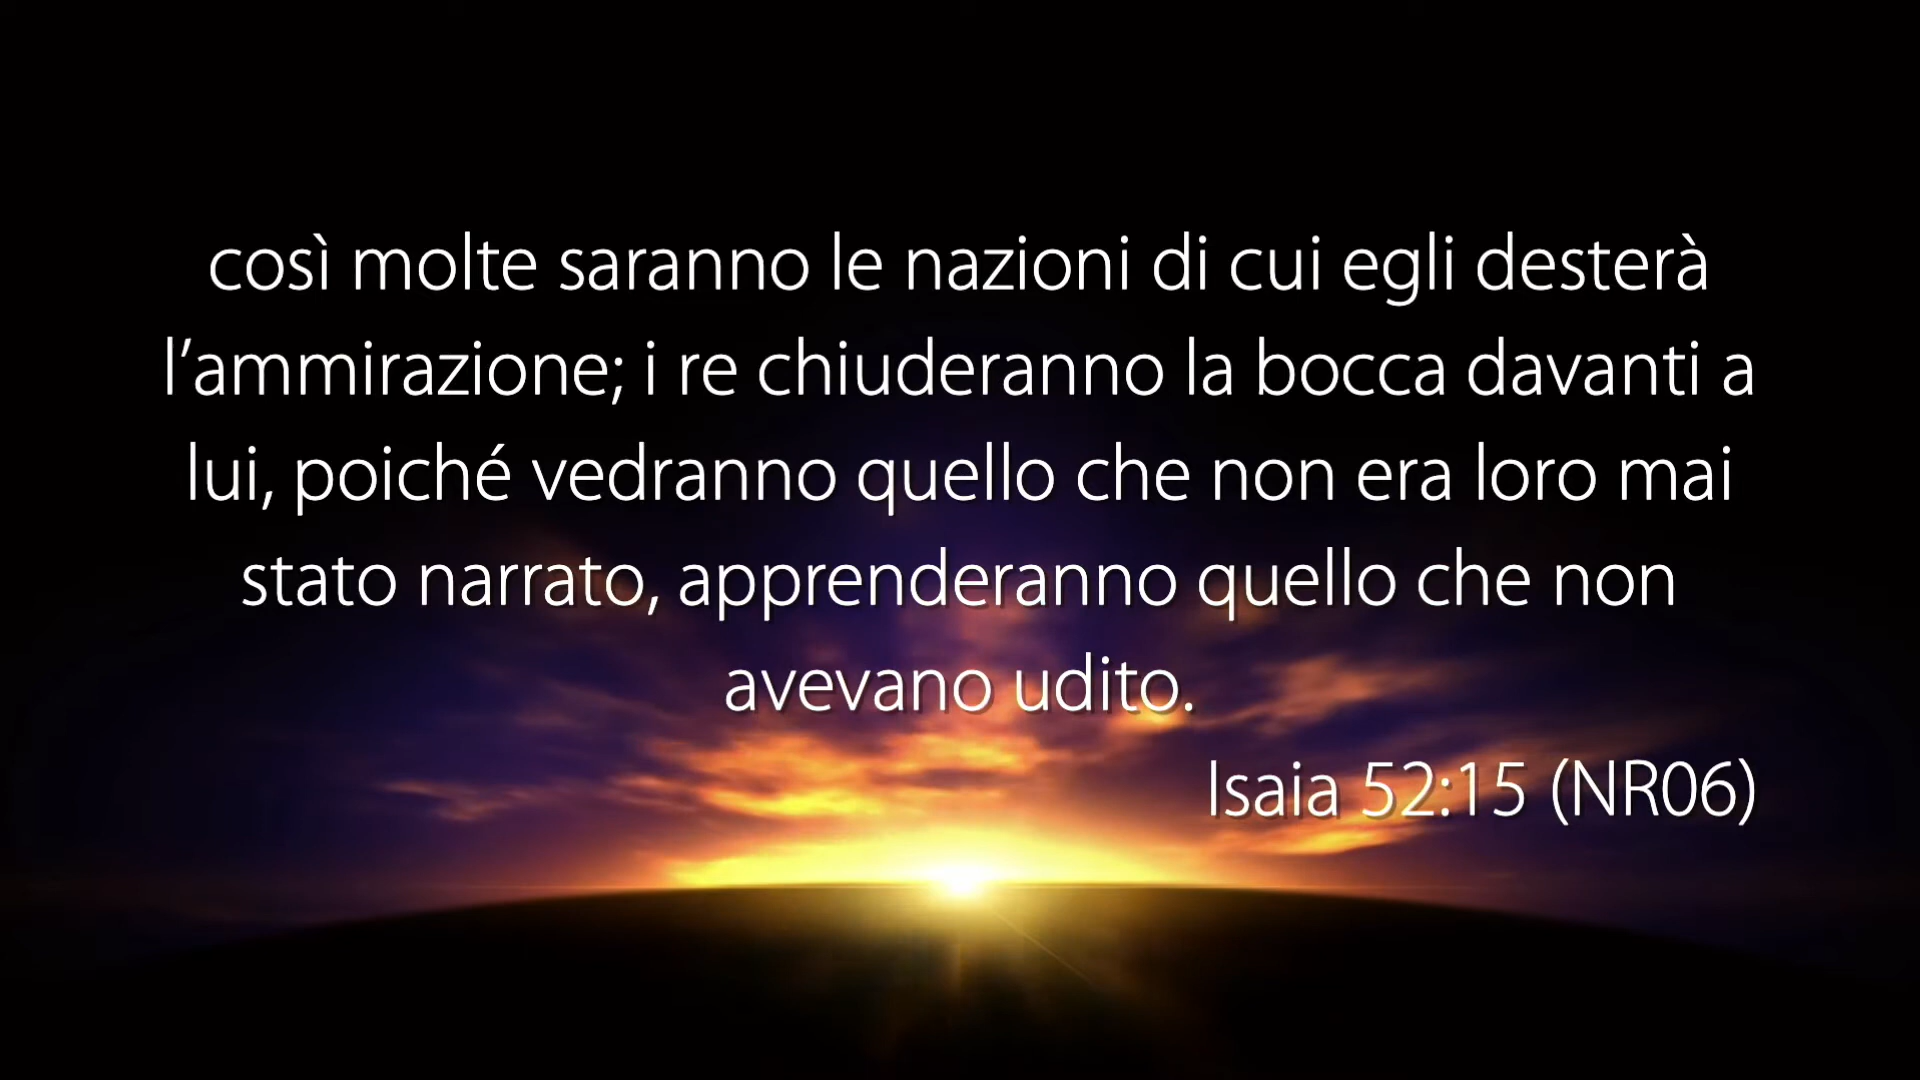 così molte saranno le nazioni di cui egli desterà
l’ammirazione; i re chiuderanno la bocca davanti a
lui, poiché vedranno quello che non era loro mai
stato narrato, apprenderanno quello che non
avevano udito.
Isaia 52:15 (NR06)